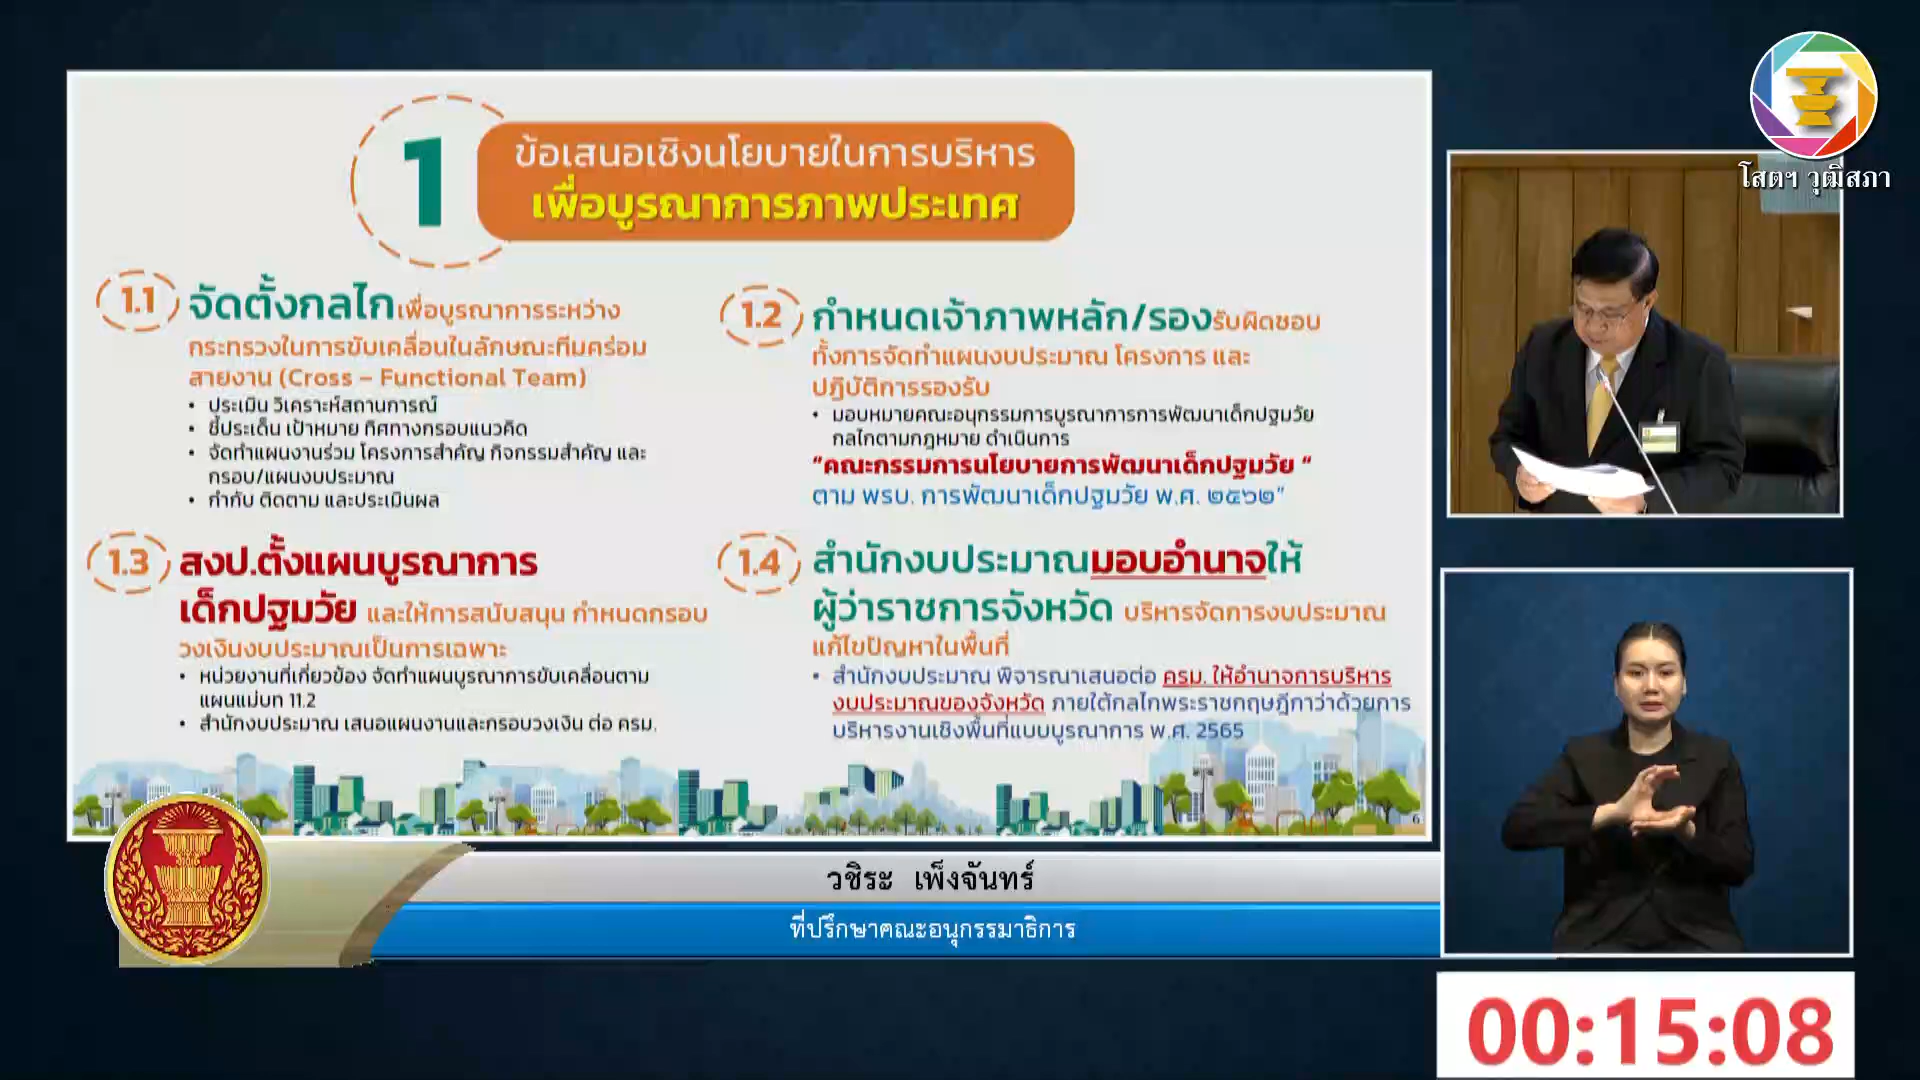 โสตฯ วุฒิสภา
1
ข้อเสนอเชิงนโยบายในการบริหาร
เพื่อบูรณาการภาพประเทศ
1.1 จัดตั้งกลไกเพื่อบูรณาการระหว่าง
กระทรวงในการขับเคลื่อนในลักษณะทีมคร่อม
สายงาน (Cross – Functional Team)
• ประเมิน วิเคราะห์สถานการณ์
• ชี้ประเด็น เป้าหมาย ทิศทางกรอบแนวคิด
• จัดทำแผนงานร่วม โครงการสำคัญ กิจกรรมสำคัญ และ
กรอบ/แผนงบประมาณ
• กำกับ ติดตาม และประเมินผล
1.2 กำหนดเจ้าภาพหลัก/รองรับผิดชอบ
ทั้งการจัดทำแผนงบประมาณ โครงการ และ
ปฏิบัติการรองรับ
• มอบหมายคณะอนุกรรมการบูรณาการการพัฒนาเด็กปฐมวัย
กลไกตามกฎหมาย ดำเนินการ
“คณะกรรมการนโยบายการพัฒนาเด็กปฐมวัย “
ตาม พรบ. การพัฒนาเด็กปฐมวัย พ.ศ. ๒๕๖๒”
1.3 สงป.ตั้งแผนบูรณาการ
เด็กปฐมวัย และให้การสนับสนุน กำหนดกรอบ
วงเงินงบประมาณเป็นการเฉพาะ
• หน่วยงานที่เกี่ยวข้อง จัดทำแผนบูรณาการขับเคลื่อนตาม
แผนแม่บท 11.2
• สำนักงบประมาณ เสนอแผนงานและกรอบวงเงิน ต่อ ครม.
1.4 สำนักงบประมาณมอบอำนาจให้
ผู้ว่าราชการจังหวัด บริหารจัดการงบประมาณ
แก้ไขปัญหาในพื้นที่
• สำนักงบประมาณ พิจารณาเสนอต่อ ครม. ให้อำนาจการบริหาร
งบประมาณของจังหวัด ภายใต้กลไกพระราชกฤษฎีกาว่าด้วยการ
บริหารงานเชิงพื้นที่แบบบูรณาการ พ.ศ. 2565
6
วชิระ เพ็งจันทร์
ที่ปรึกษาคณะอนุกรรมาธิการ
00:15:08